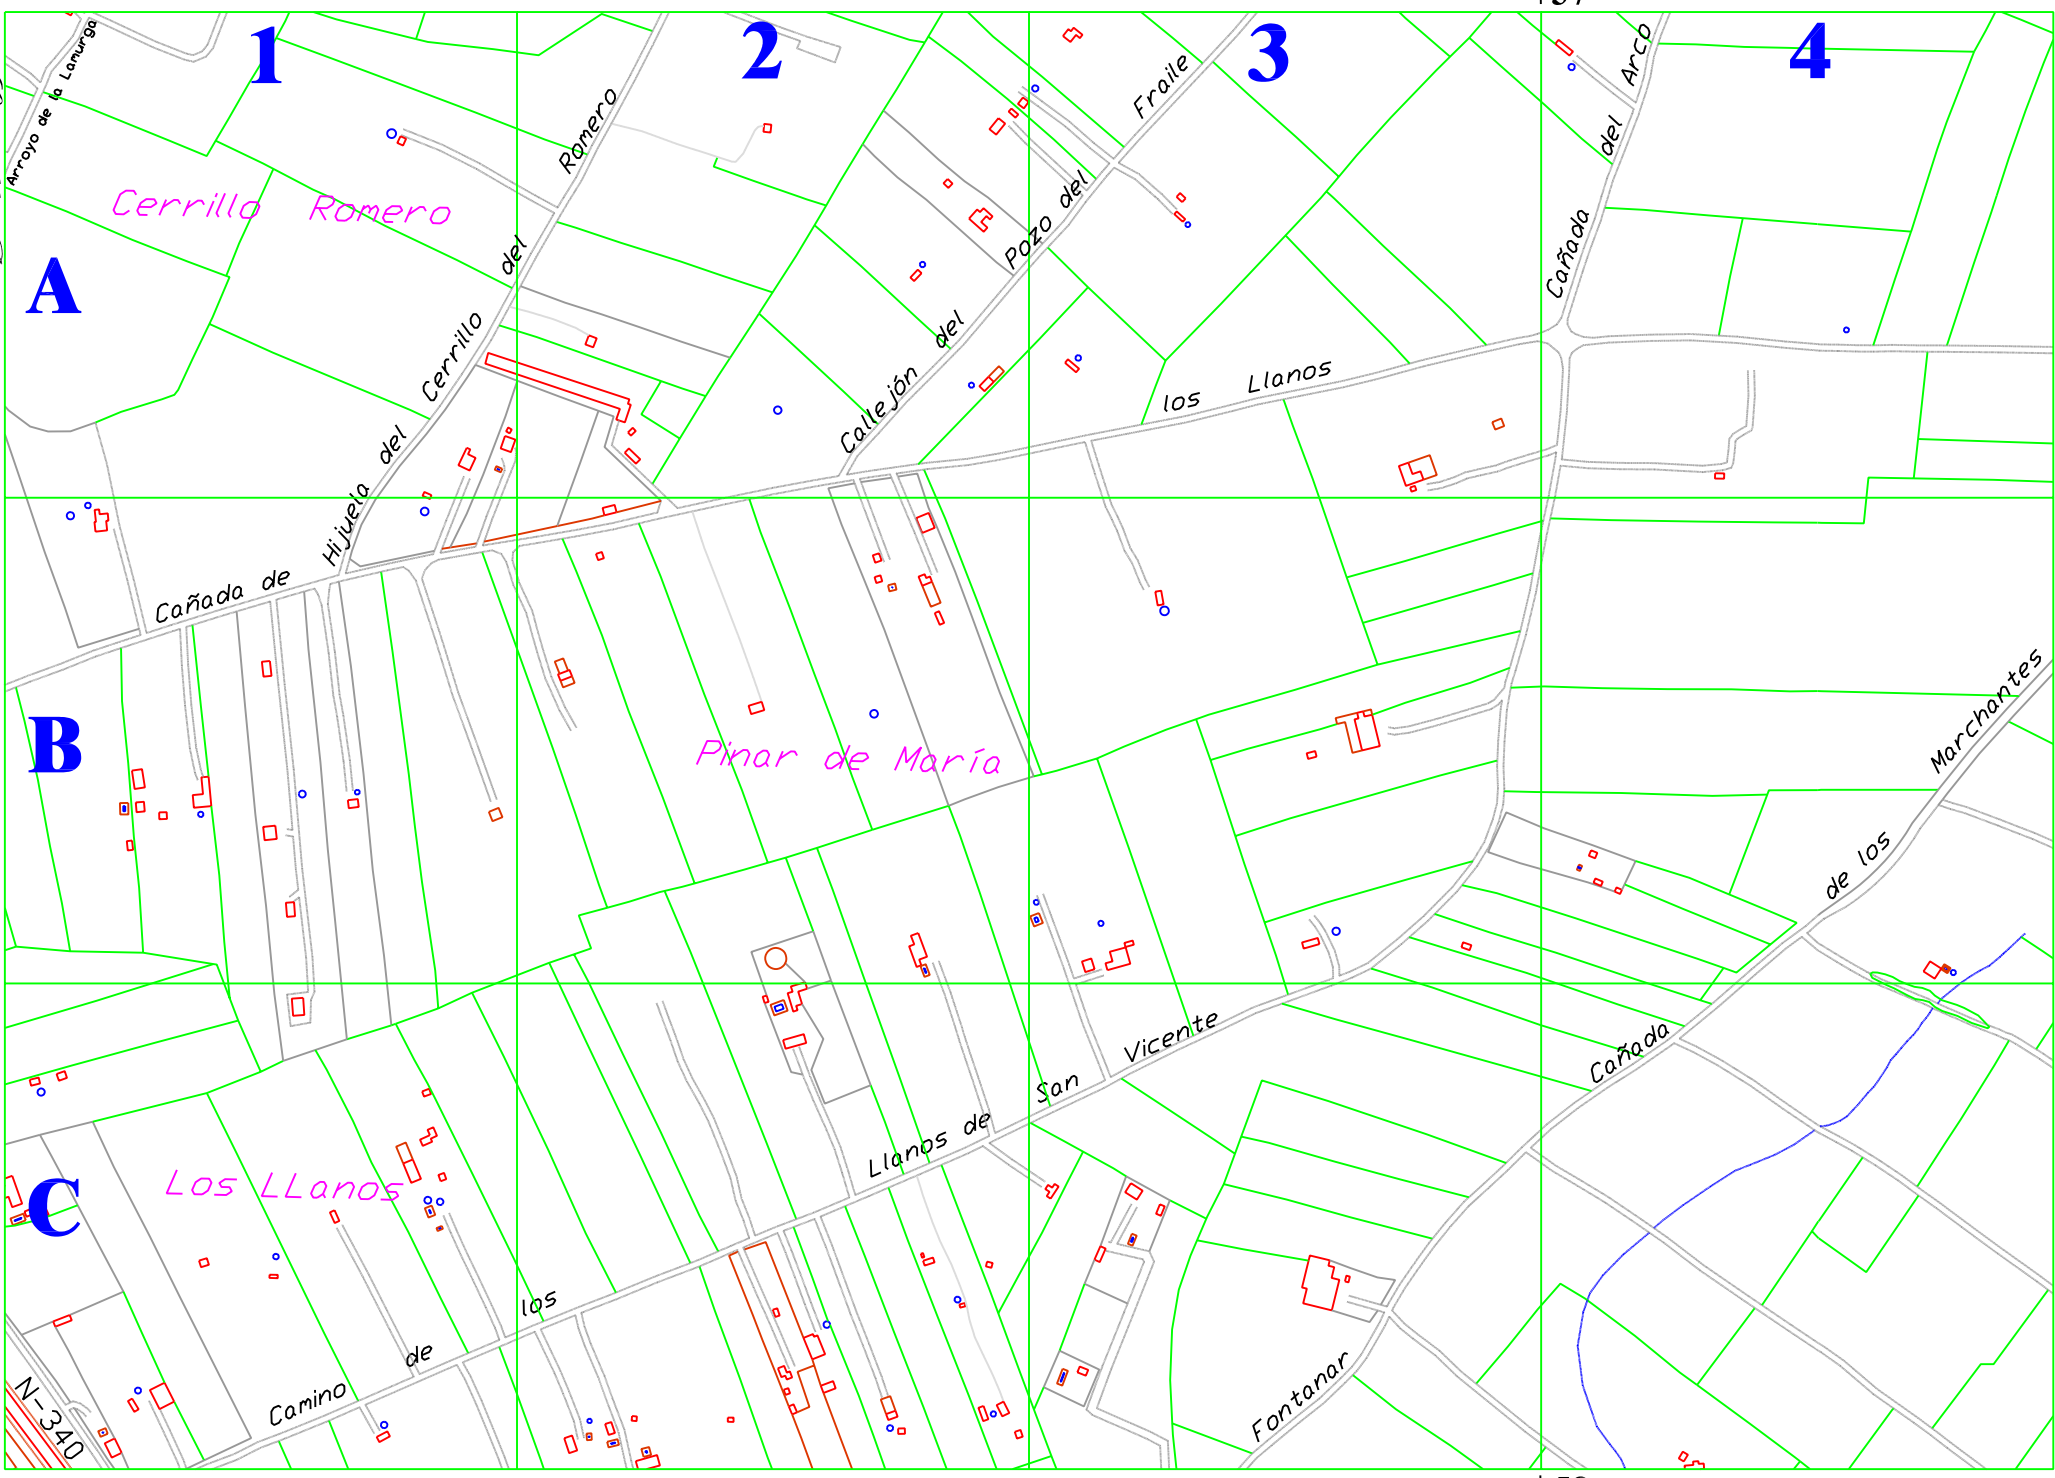 1
2
3
4
A
B
C
Arroyo de la Lamurga
Cerrillo Romero
Hijuela del Cerrillo del Romero
Callejón del Pozo del Fraile
Cañada del Arco
Cañada de los Llanos
Pinar de María
Cañada de los Marchantes
Los LLanos
Camino de los Llanos de San Vicente
Fontanar
N-340